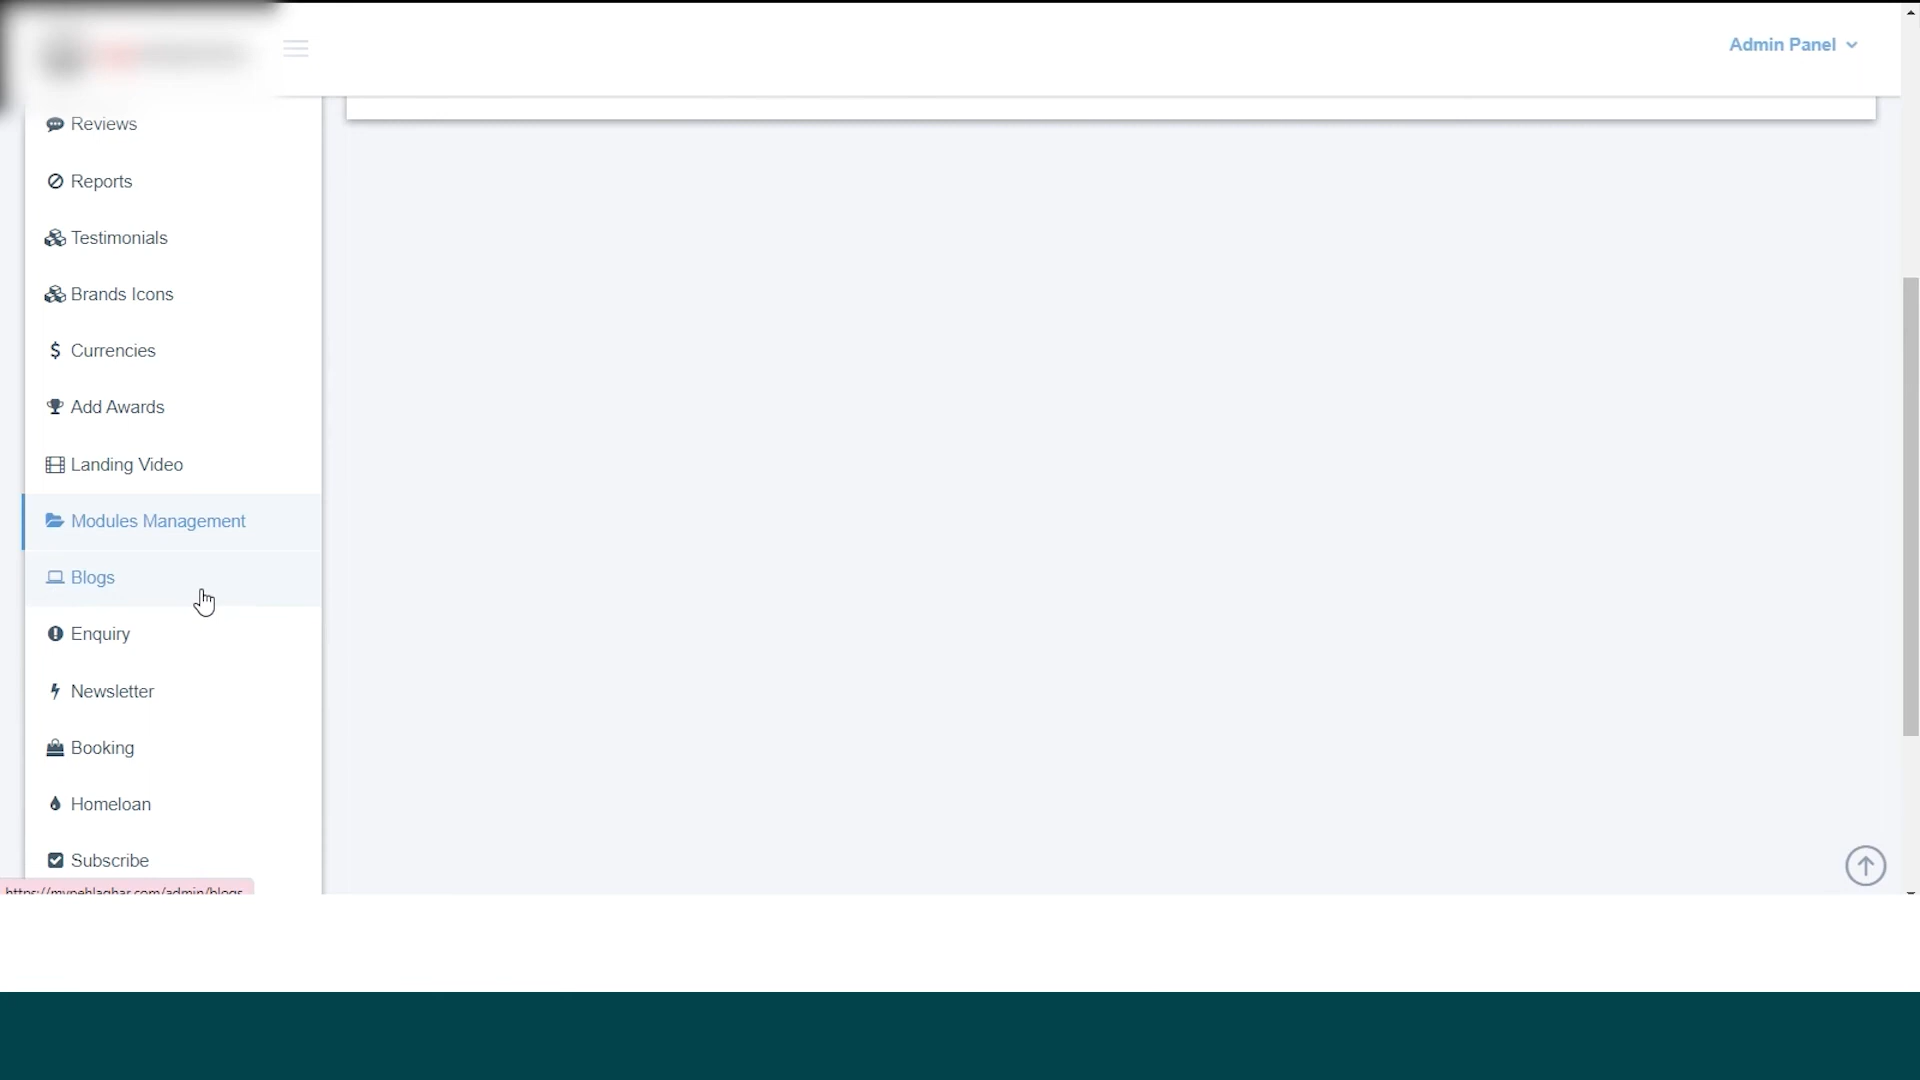 Admin Panel
Reviews
Reports
Testimonials
Brands Icons
Currencies
Add Awards
Landing Video
Modules Management
Blogs
Enquiry
Newsletter
Booking
Homeloan
Subscribe
https://mypehlaghar.com/admin/blogs